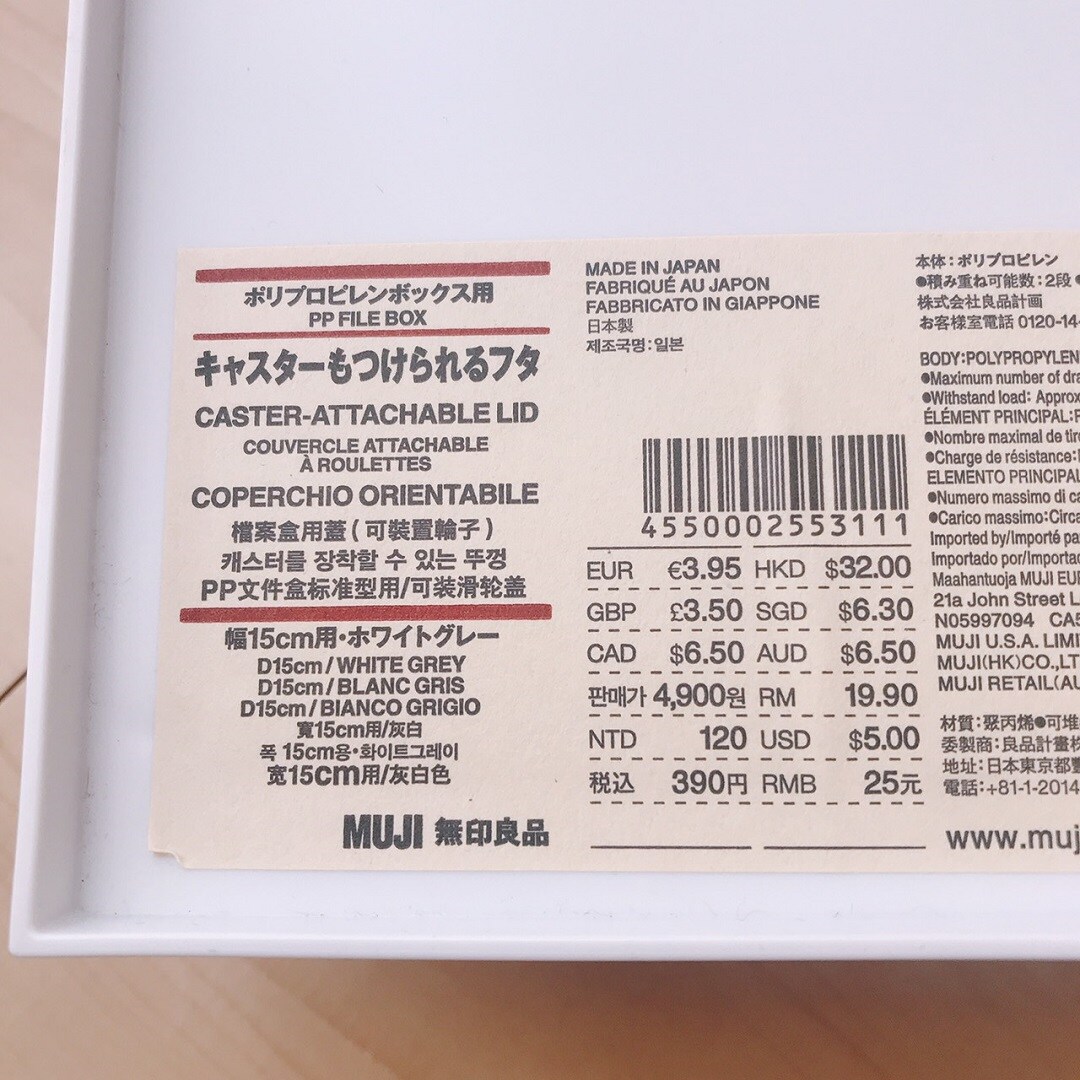 ポリプロピレンボックス用
PP FILE BOX
キャスターもつけられるフタ
CASTER-ATTACHABLE LID
COUVERCLE ATTACHABLE
À ROULETTES
COPERCHIO ORIENTABILE
檔案盒用蓋(可裝置輪子)
캐스터를 장착할 수 있는 뚜껑
PP文件盒标准型用/可装滑轮盖
幅15cm用・ホワイトグレー
D15cm/WHITE GREY
D15cm/BLANC GRIS
D15cm/BIANCO GRIGIO
寬15cm用/灰白
폭 15cm용・화이트그레이
宽15cm用/灰白色
MUJI 無印良品
MADE IN JAPAN
FABRIQUÉ AU JAPON
FABBRICATO IN GIAPPONE
日本製
제조국명:일본
4550002553111
EUR €3.95 HKD $32.00
GBP £3.50 SGD $6.30
CAD $6.50 AUD $6.50
판매가 4,900원 RM 19.90
NTD 120 USD $5.00
税込 390円 RMB 25元
本体:ポリプロピレン
●積み重ね可能数:2段
株式会社良品計画
お客様室電話 0120-14-
BODY:POLYPROPYLEN
●Maximum number of dra
●Withstand load: Approx
ÉLÉMENT PRINCIPAL:P
●Nombre maximal de tir
●Charge de résistance:
ELEMENTO PRINCIPAL
●Numero massimo di ca
●Carico massimo:Circa
Imported by/Importé pa
Importado por/Importa
Maahantuoja MUJI EUR
21a John Street L
N05997094 CA5
MUJI U.S.A. LIMI
MUJI(HK)CO.,LT
MUJI RETAIL(AU
材質:聚丙烯●可堆
委製商:良品計畫株
地址:日本東京都豐
電話:+81-1-2014
www.muj